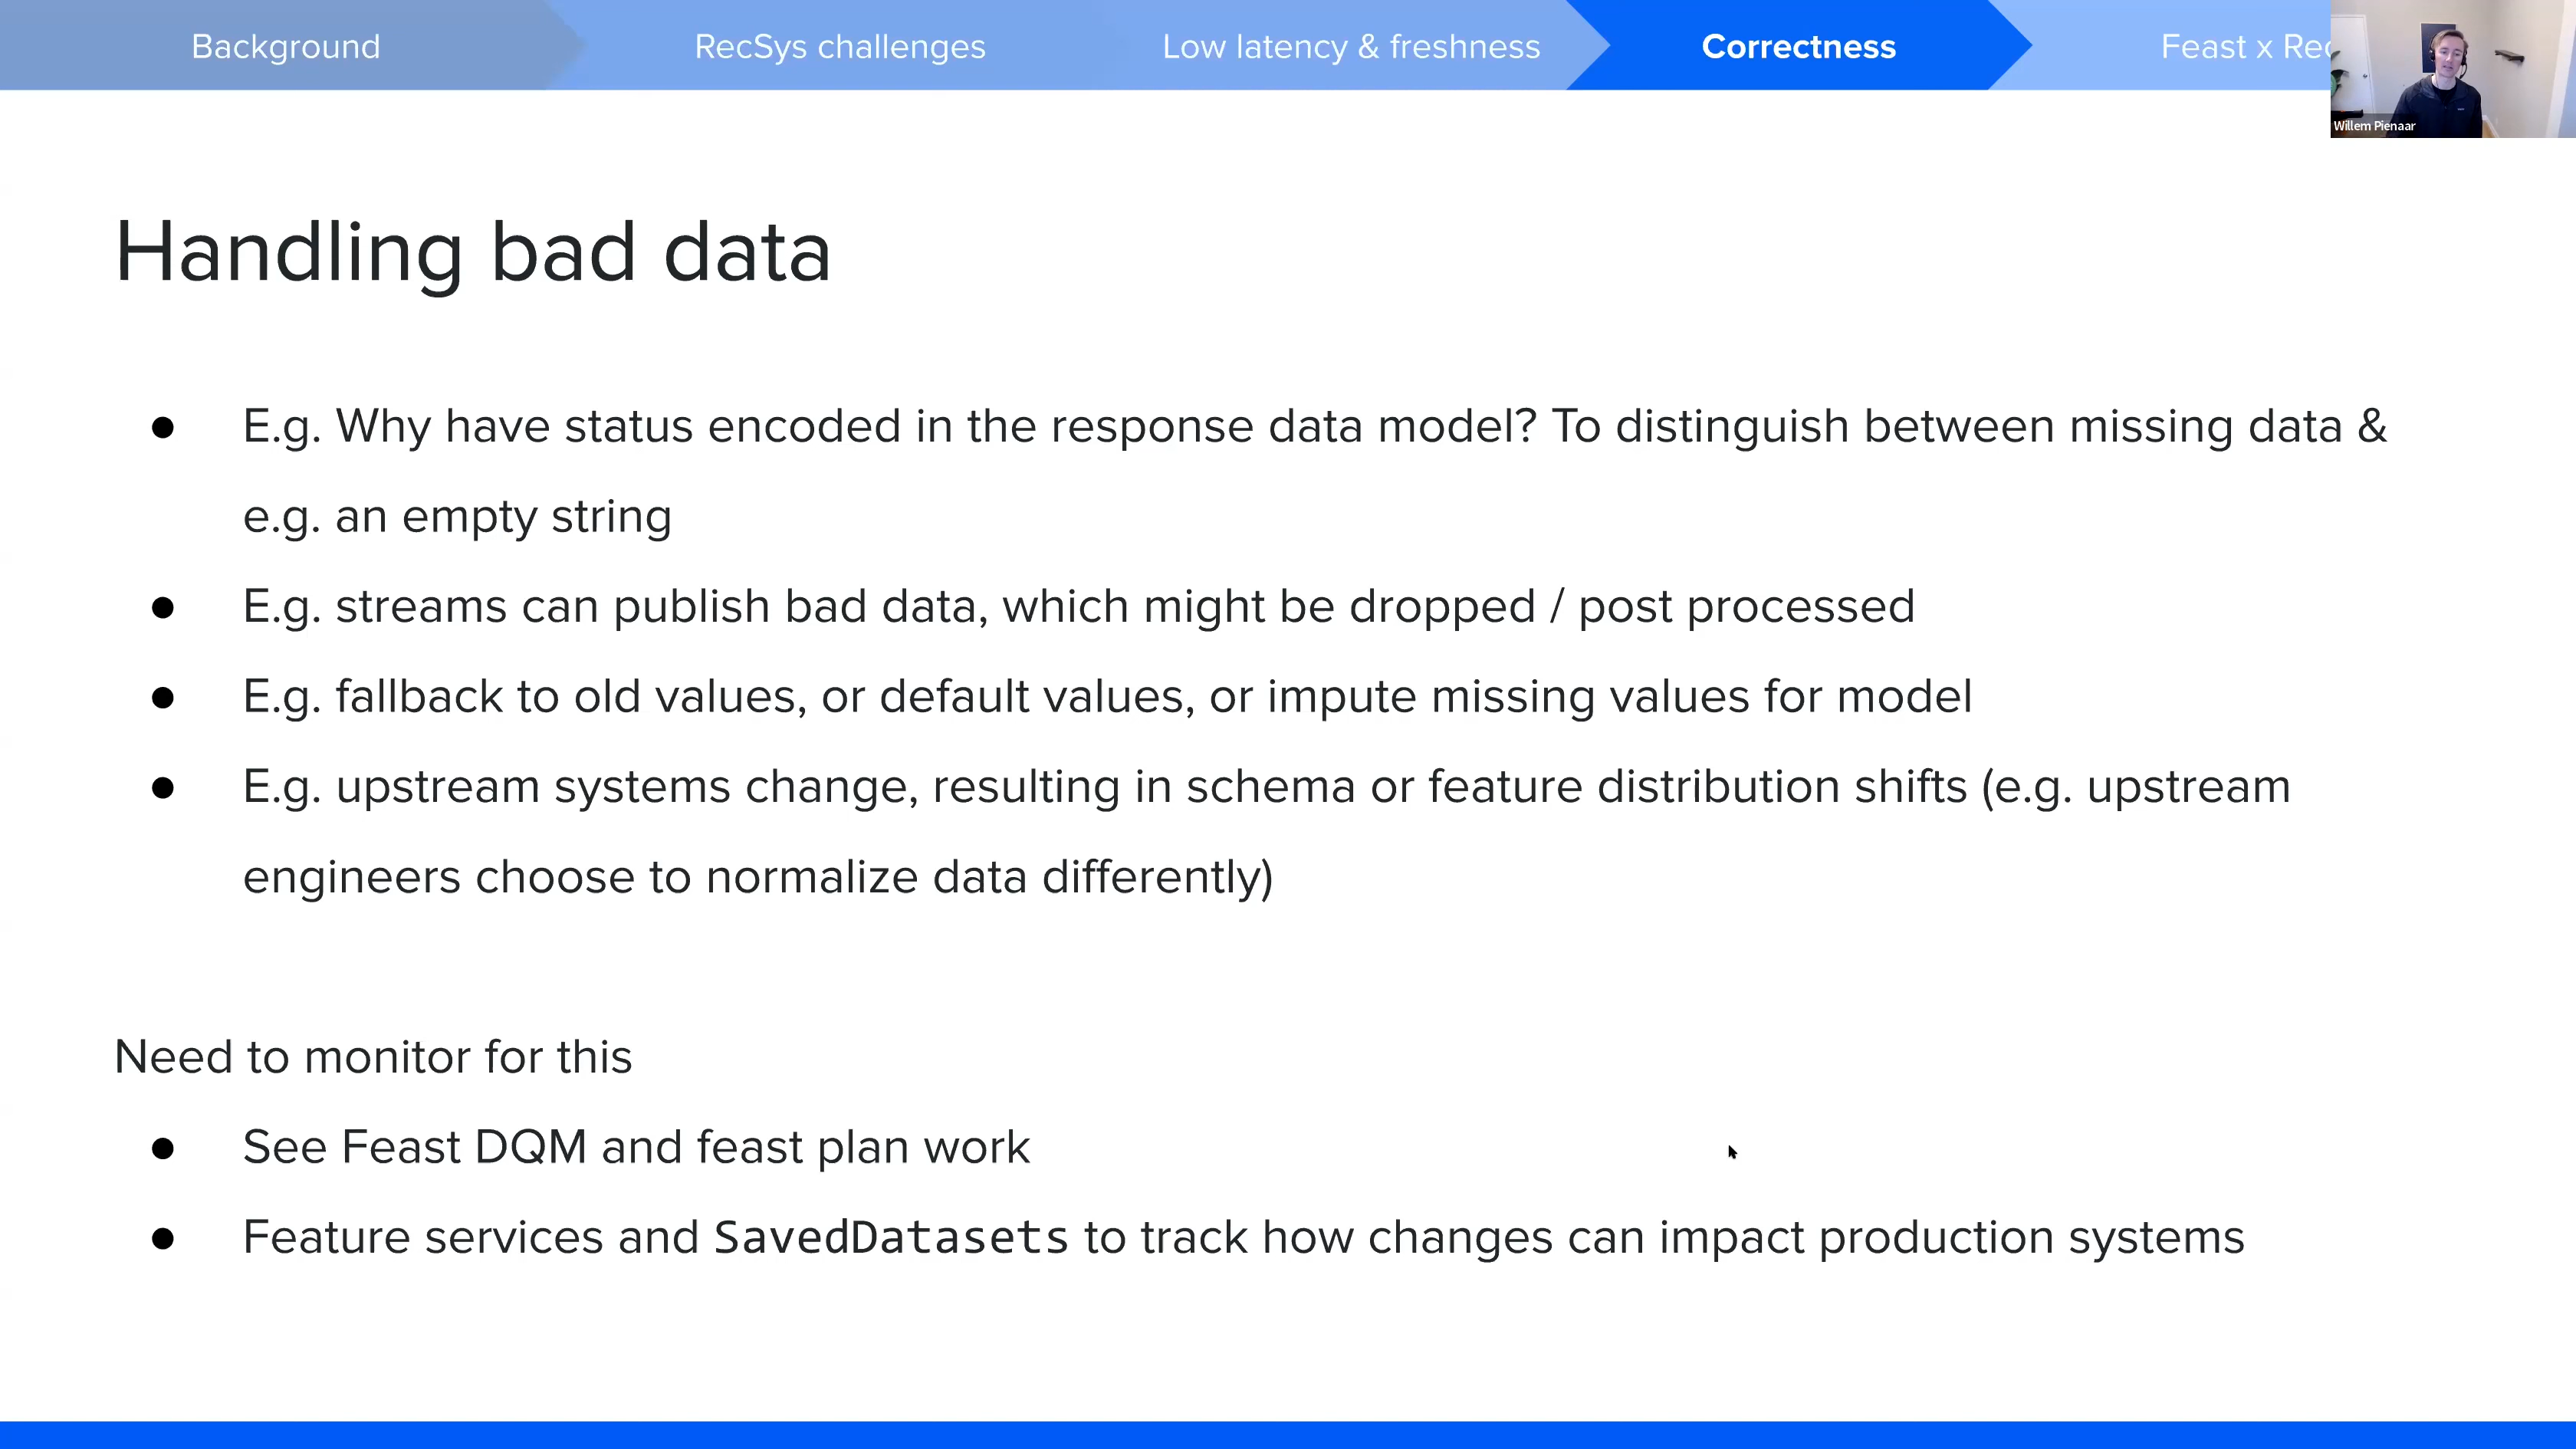 Background
RecSys challenges
Low latency & freshness
Correctness
Feast x Rec
Willem Pienaar
Handling bad data
● E.g. Why have status encoded in the response data model? To distinguish between missing data &
e.g. an empty string
● E.g. streams can publish bad data, which might be dropped / post processed
● E.g. fallback to old values, or default values, or impute missing values for model
● E.g. upstream systems change, resulting in schema or feature distribution shifts (e.g. upstream
engineers choose to normalize data differently)
Need to monitor for this
● See Feast DQM and feast plan work
● Feature services and SavedDatasets to track how changes can impact production systems